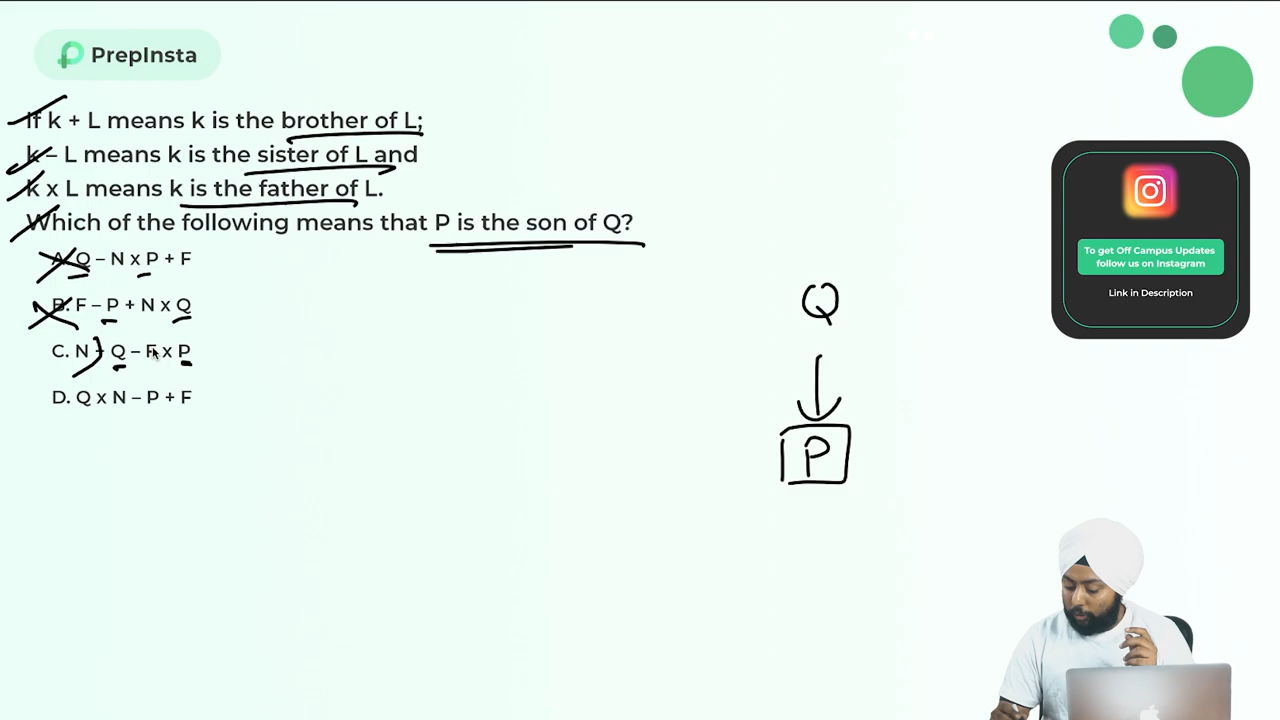 PrepInsta
If k + L means k is the brother of L;
k – L means k is the sister of L and
k x L means k is the father of L.
Which of the following means that P is the son of Q?
A. Q – N x P + F
B. F – P + N x Q
C. N + Q – F x P
D. Q x N – P + F
Q
P
To get Off Campus Updates
follow us on Instagram
Link in Description